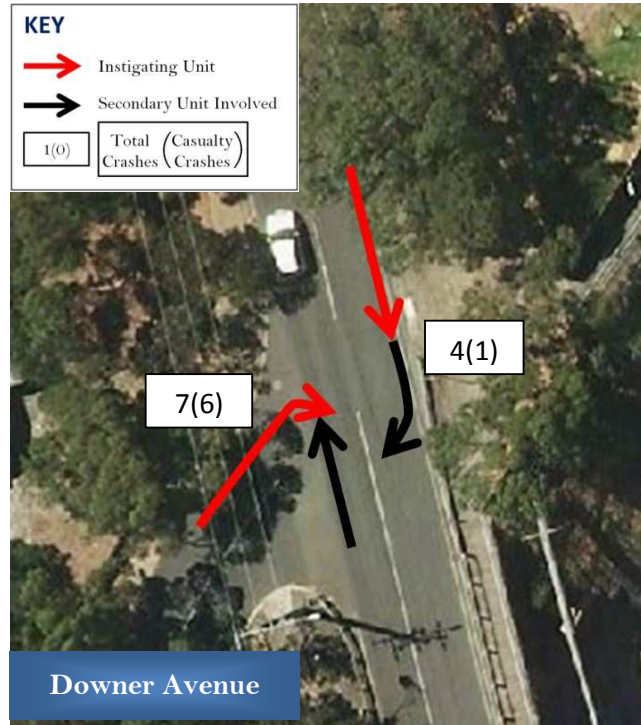 KEY
Instigating Unit
Secondary Unit Involved
1(0)
Total (Casualty
Crashes Crashes)
4(1)
7(6)
Downer Avenue